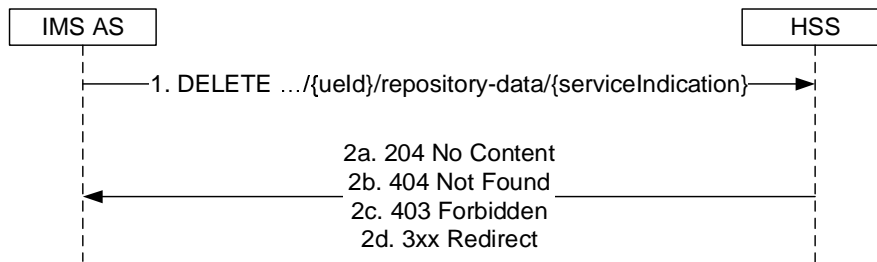 IMS AS
HSS
1. DELETE …/{ueId}/repository-data/{serviceIndication}
2a. 204 No Content
2b. 404 Not Found
2c. 403 Forbidden
2d. 3xx Redirect